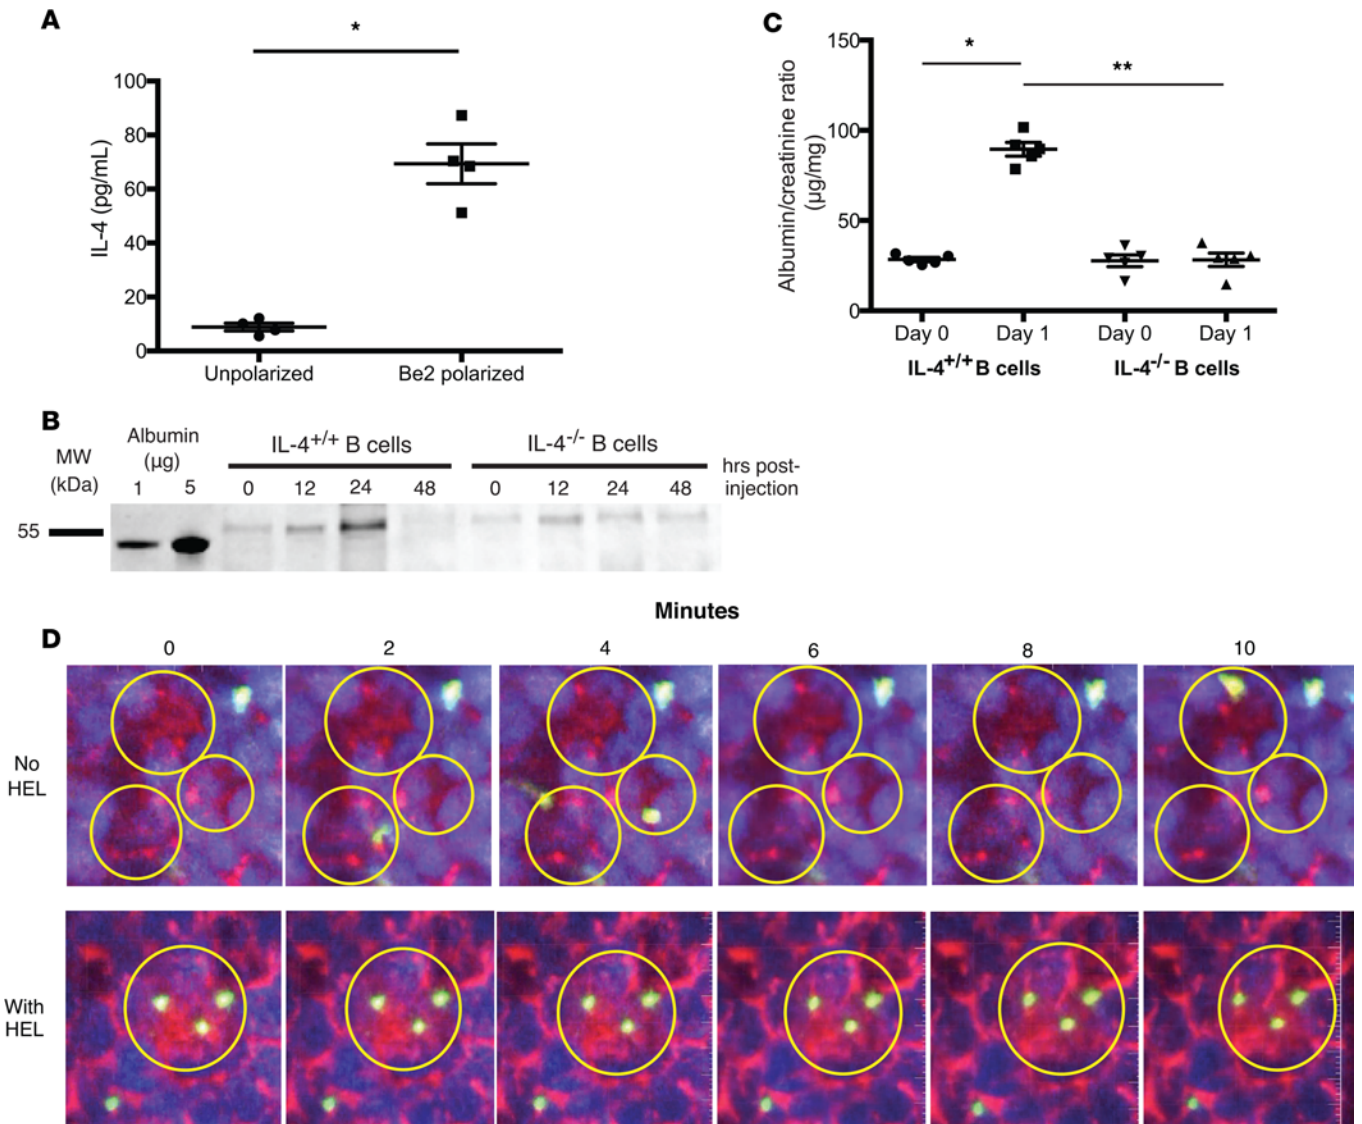 A
*
100
80
60
40
20
0
IL-4 (pg/mL)
Unpolarized
Be2 polarized
C
150
100
50
0
Albumin/creatinine ratio
(µg/mg)
*
**
Day 0
Day 1
Day 0
Day 1
IL-4+/+ B cells
IL-4-/- B cells
B
MW
(kDa)
Albumin
(µg)
1
5
IL-4+/+ B cells
0
12
24
48
IL-4-/- B cells
0
12
24
48
hrs post-
injection
55
Minutes
D
0
2
4
6
8
10
No
HEL
With
HEL